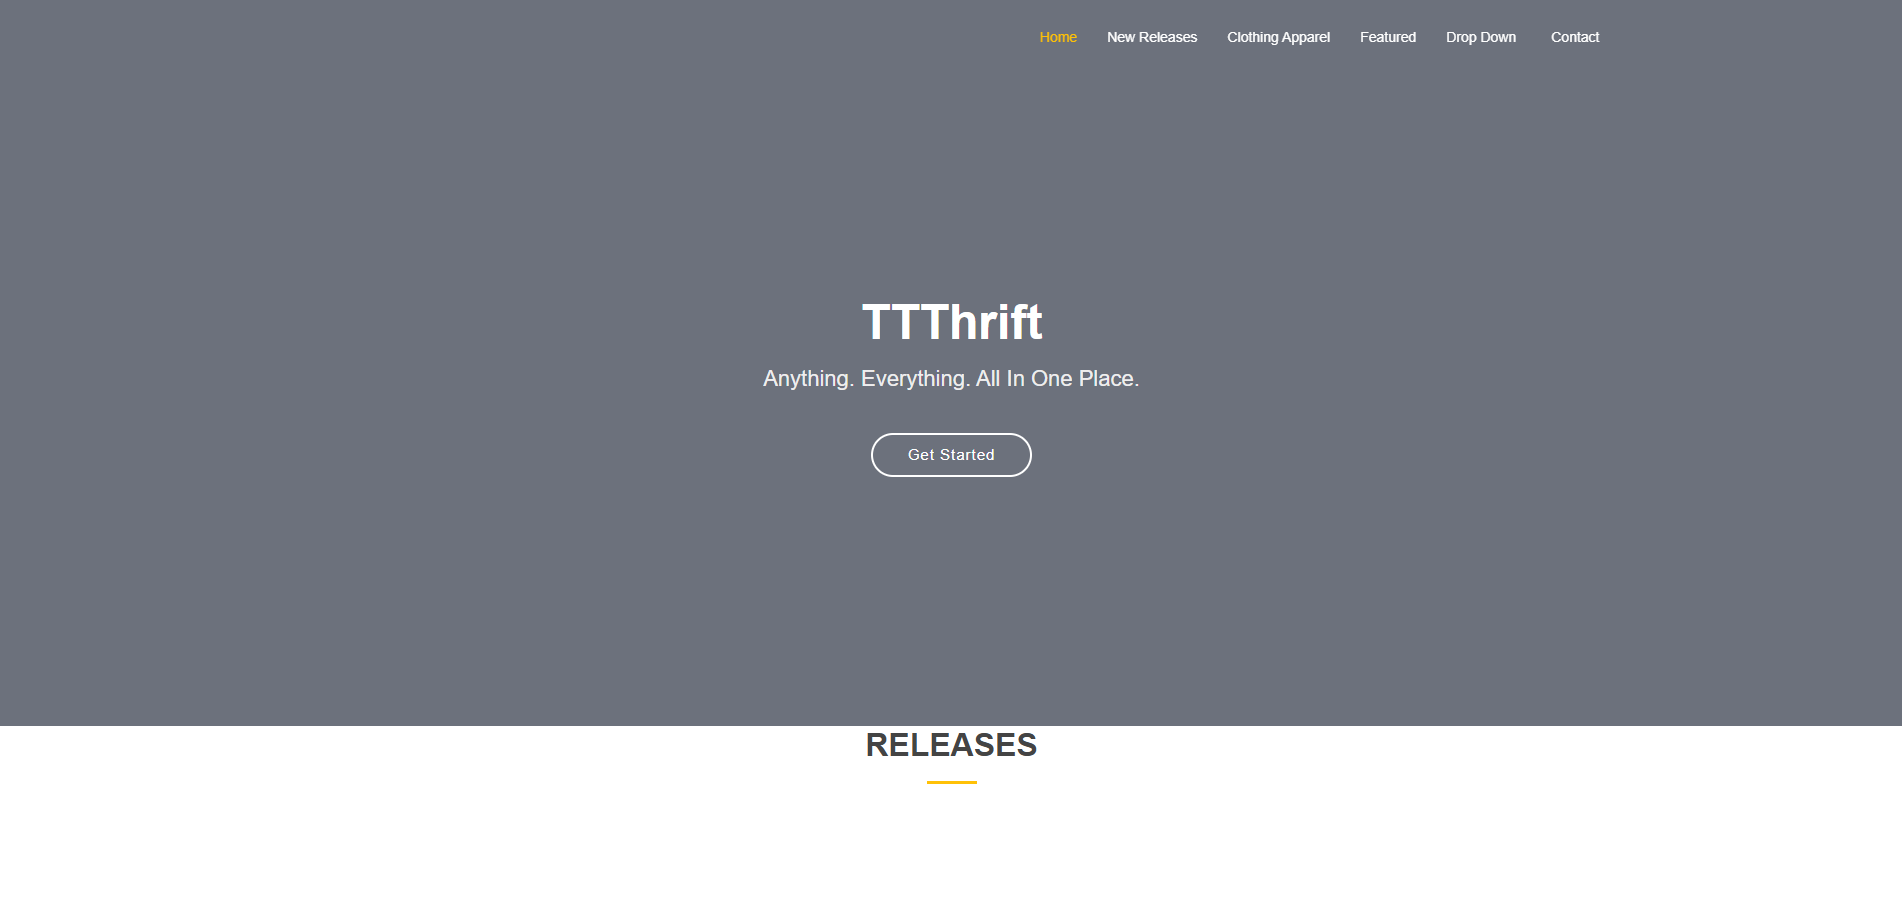 Home New Releases Clothing Apparel Featured Drop Down Contact
TTThrift
Anything. Everything. All In One Place.
Get Started
RELEASES